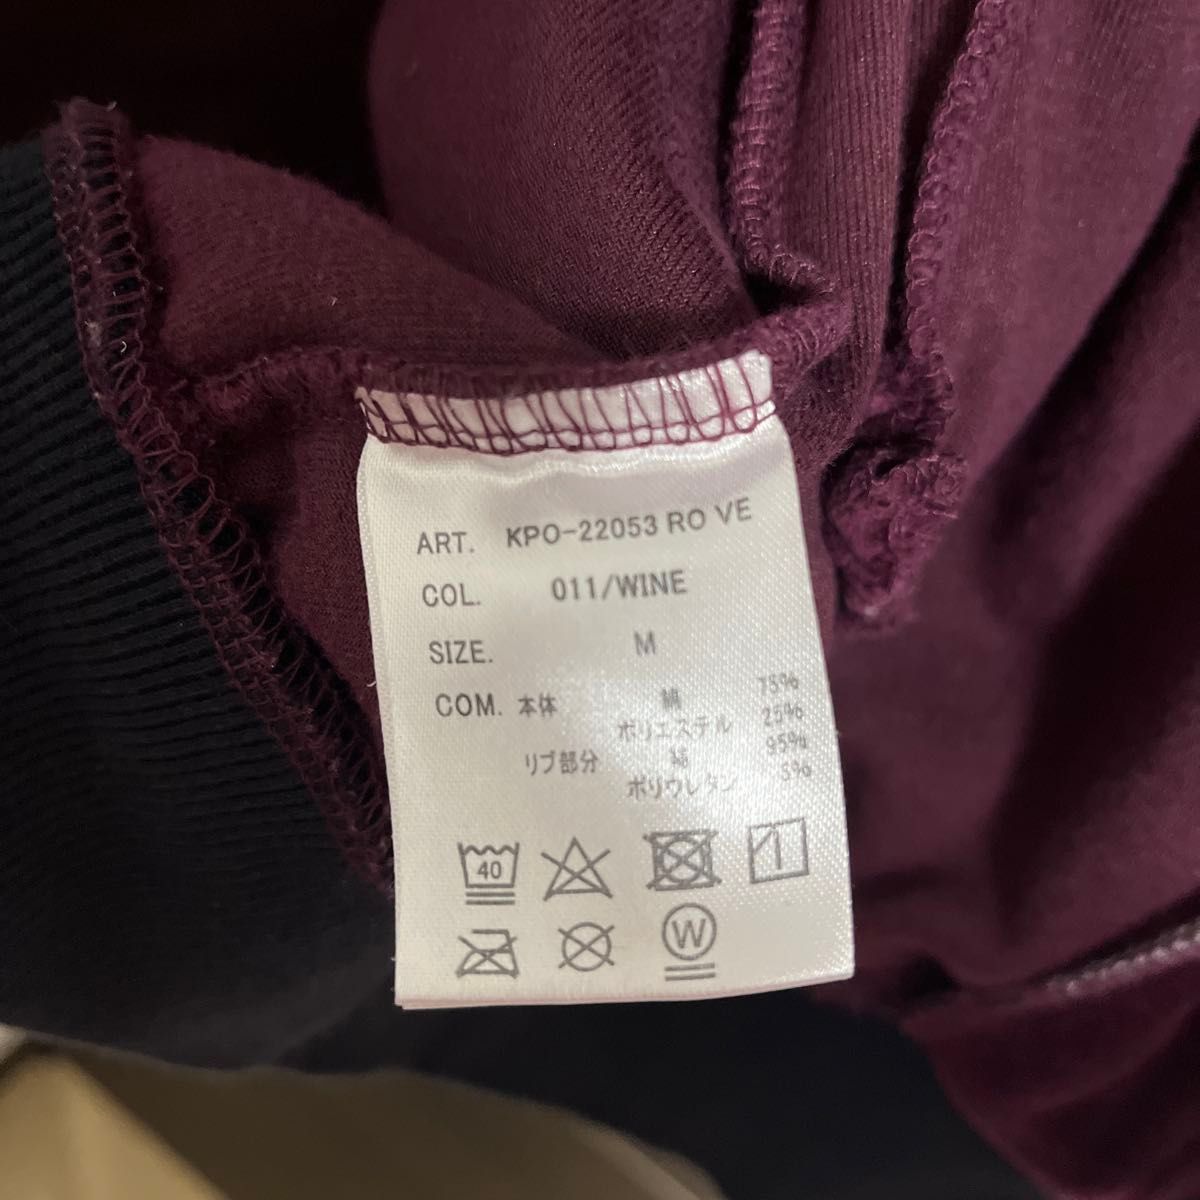 ART. KPO-22053 RO VE
COL. 011/WINE
SIZE. M
COM. 本体 綿 75%
ポリエステル 25%
リブ部分 綿 95%
ポリウレタン 5%
40
W